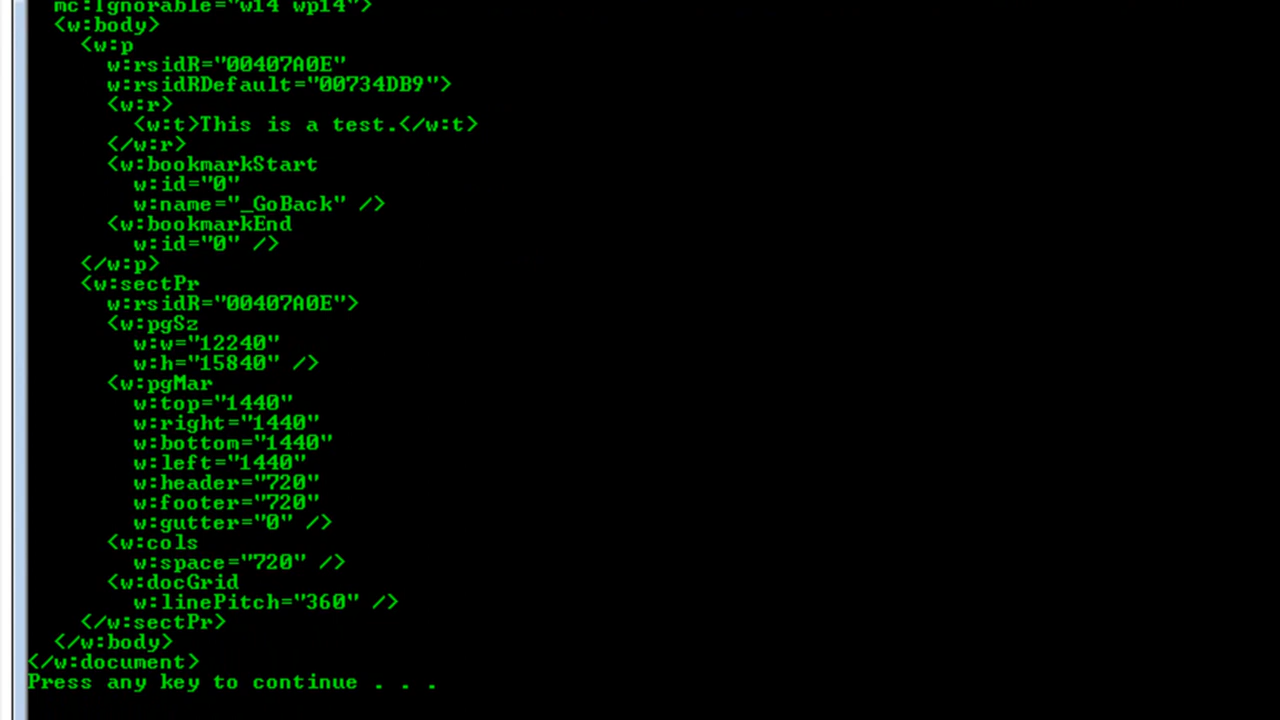 mc:Ignorable="w14 wp14">
<w:body>
<w:p
w:rsidR="00407A0E"
w:rsidRDefault="00734DB9">
<w:r>
<w:t>This is a test.</w:t>
</w:r>
<w:bookmarkStart
w:id="0"
w:name="_GoBack" />
<w:bookmarkEnd
w:id="0" />
</w:p>
<w:sectPr
w:rsidR="00407A0E">
<w:pgSz
w:w="12240"
w:h="15840" />
<w:pgMar
w:top="1440"
w:right="1440"
w:bottom="1440"
w:left="1440"
w:header="720"
w:footer="720"
w:gutter="0" />
<w:cols
w:space="720" />
<w:docGrid
w:linePitch="360" />
</w:sectPr>
</w:body>
</w:document>
Press any key to continue . . .